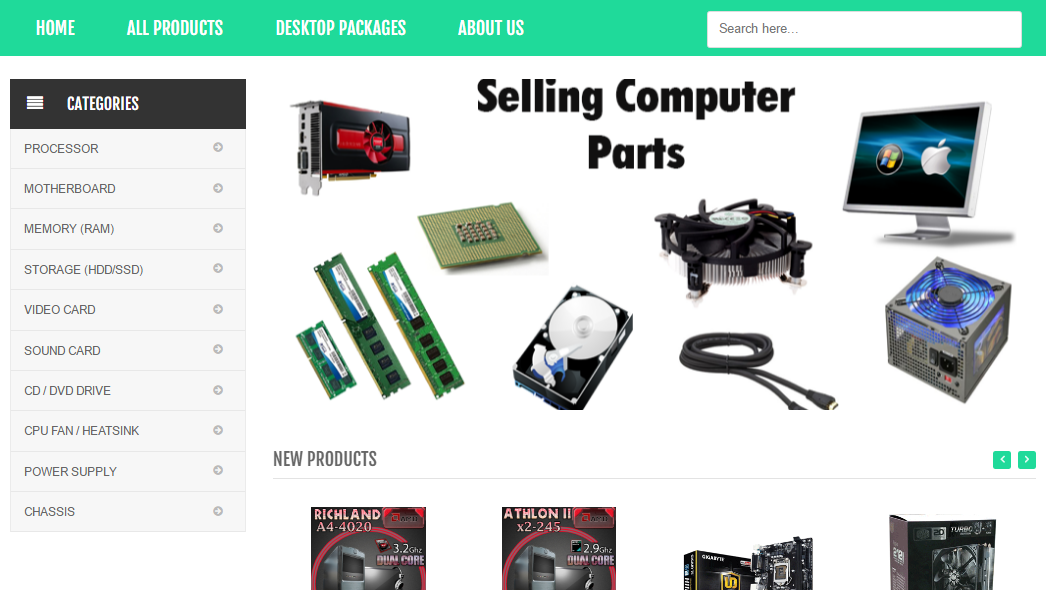 HOME
ALL PRODUCTS
DESKTOP PACKAGES
ABOUT US
Search here...
CATEGORIES
PROCESSOR
MOTHERBOARD
MEMORY (RAM)
STORAGE (HDD/SSD)
VIDEO CARD
SOUND CARD
CD / DVD DRIVE
CPU FAN / HEATSINK
POWER SUPPLY
CHASSIS
Selling Computer
Parts
NEW PRODUCTS
RICHLAND
A4-4020
3.2Ghz
DUAL CORE
ATHLON II
x2-245
2.9Ghz
DUAL CORE
GIGABYTE
TURBO